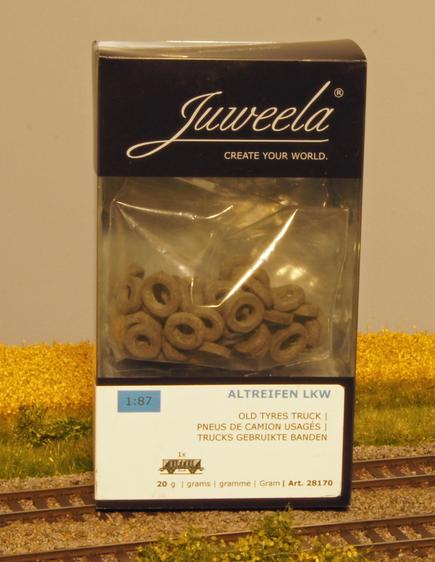 Juweela®
CREATE YOUR WORLD.
1:87
ALTREIFEN LKW
OLD TYRES TRUCK |
PNEUS DE CAMION USAGÉS |
TRUCKS GEBRUIKTE BANDEN
1x
20 g | grams | gramme | Gram | Art. 28170